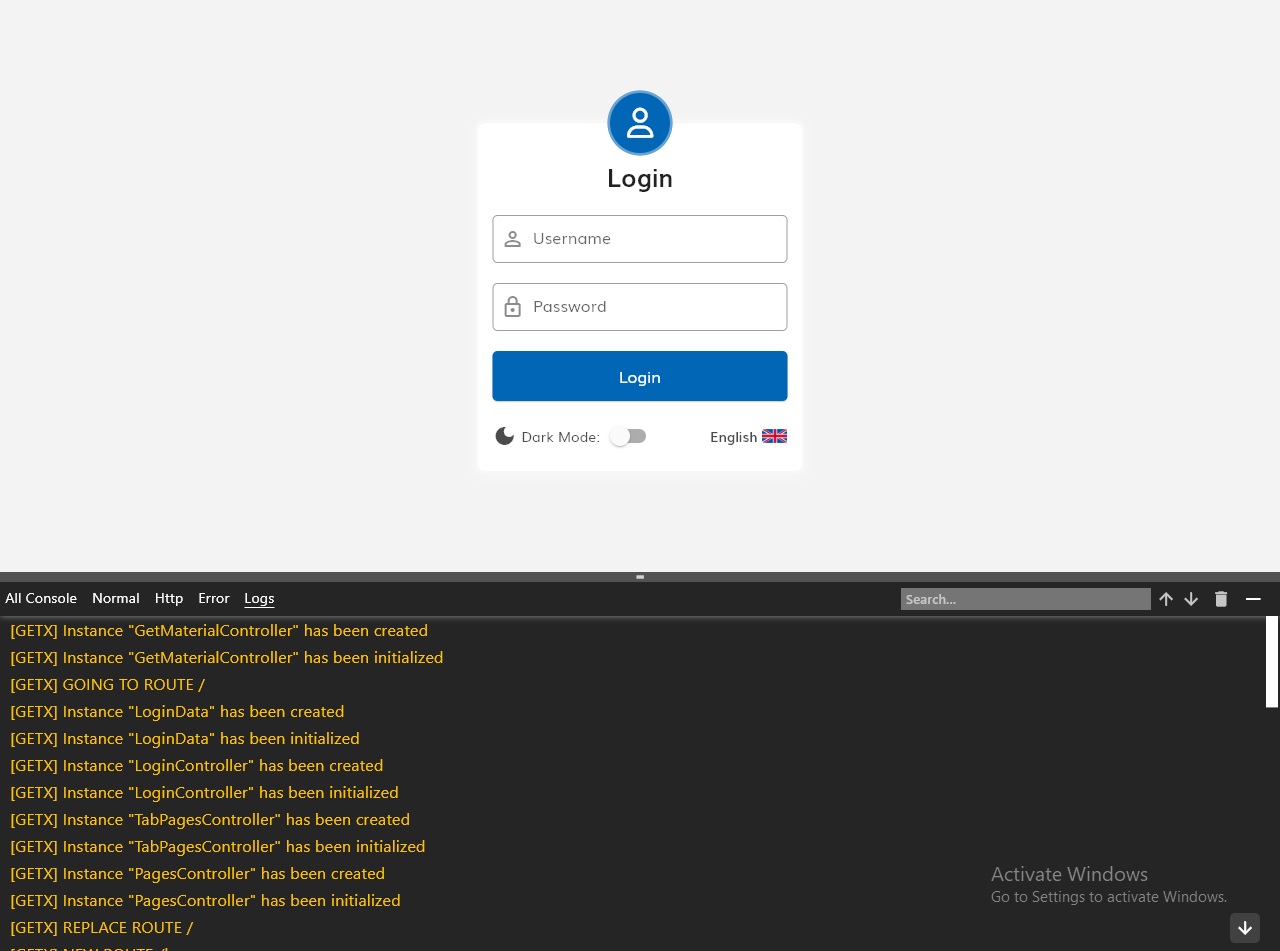 Login
Username
Password
Login
Dark Mode:
English
All Console Normal Http Error Logs
Search...
[GETX] Instance "GetMaterialController" has been created
[GETX] Instance "GetMaterialController" has been initialized
[GETX] GOING TO ROUTE /
[GETX] Instance "LoginData" has been created
[GETX] Instance "LoginData" has been initialized
[GETX] Instance "LoginController" has been created
[GETX] Instance "LoginController" has been initialized
[GETX] Instance "TabPagesController" has been created
[GETX] Instance "TabPagesController" has been initialized
[GETX] Instance "PagesController" has been created
[GETX] Instance "PagesController" has been initialized
[GETX] REPLACE ROUTE /
Activate Windows
Go to Settings to activate Windows.